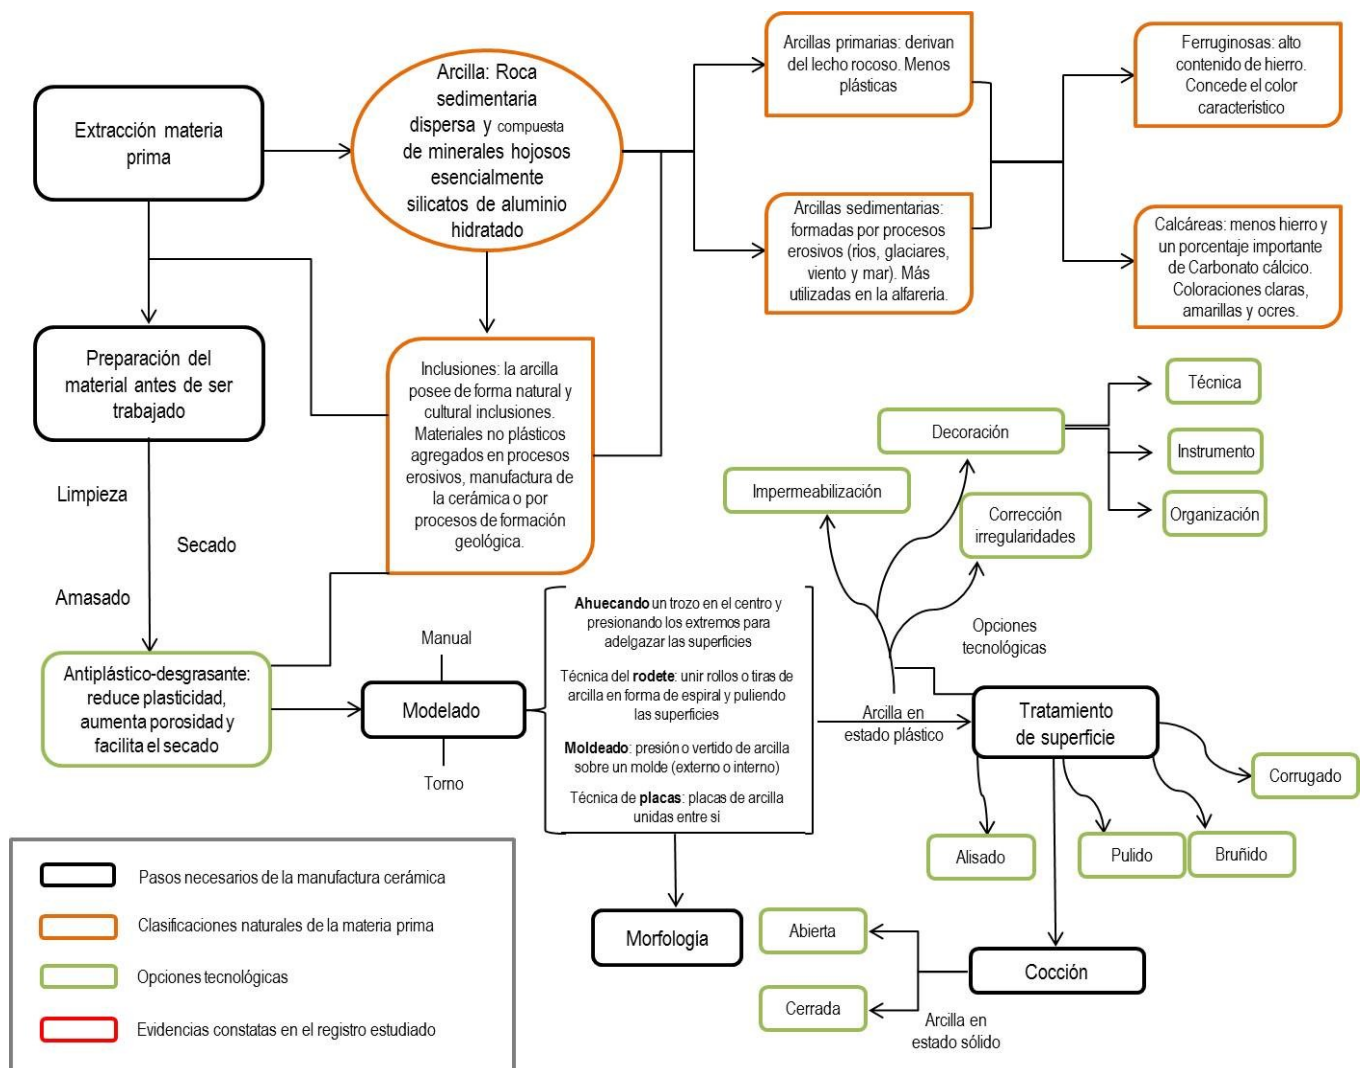 Extracción materia
prima
Arcilla: Roca
sedimentaria
dispersa y compuesta
de minerales hojosos
esencialmente
silicatos de aluminio
hidratado
Arcillas primarias: derivan
del lecho rocoso. Menos
plásticas
Ferruginosas: alto
contenido de hierro.
Concede el color
característico
Arcillas sedimentarias:
formadas por procesos
erosivos (ríos, glaciares,
viento y mar). Más
utilizadas en la alfarería.
Calcáreas: menos hierro y
un porcentaje importante
de Carbonato cálcico.
Coloraciones claras,
amarillas y ocres.
Preparación del
material antes de ser
trabajado
Inclusiones: la arcilla
posee de forma natural y
cultural inclusiones.
Materiales no plásticos
agregados en procesos
erosivos, manufactura de
la cerámica o por
procesos de formación
geológica.
Limpieza
Secado
Amasado
Antiplástico-desgrasante:
reduce plasticidad,
aumenta porosidad y
facilita el secado
Manual
Modelado
Torno
Ahuecando un trozo en el centro y
presionando los extremos para
adelgazar las superficies
Técnica del rodete: unir rollos o tiras de
arcilla en forma de espiral y puliendo
las superficies
Moldeado: presión o vertido de arcilla
sobre un molde (externo o interno)
Técnica de placas: placas de arcilla
unidas entre sí
Morfología
Arcilla en
estado plástico
Impermeabilización
Decoración
Corrección
irregularidades
Técnica
Instrumento
Organización
Opciones
tecnológicas
Tratamiento
de superficie
Corrugado
Alisado
Pulido
Bruñido
Cocción
Abierta
Cerrada
Arcilla en
estado sólido
Pasos necesarios de la manufactura cerámica
Clasificaciones naturales de la materia prima
Opciones tecnológicas
Evidencias constatas en el registro estudiado